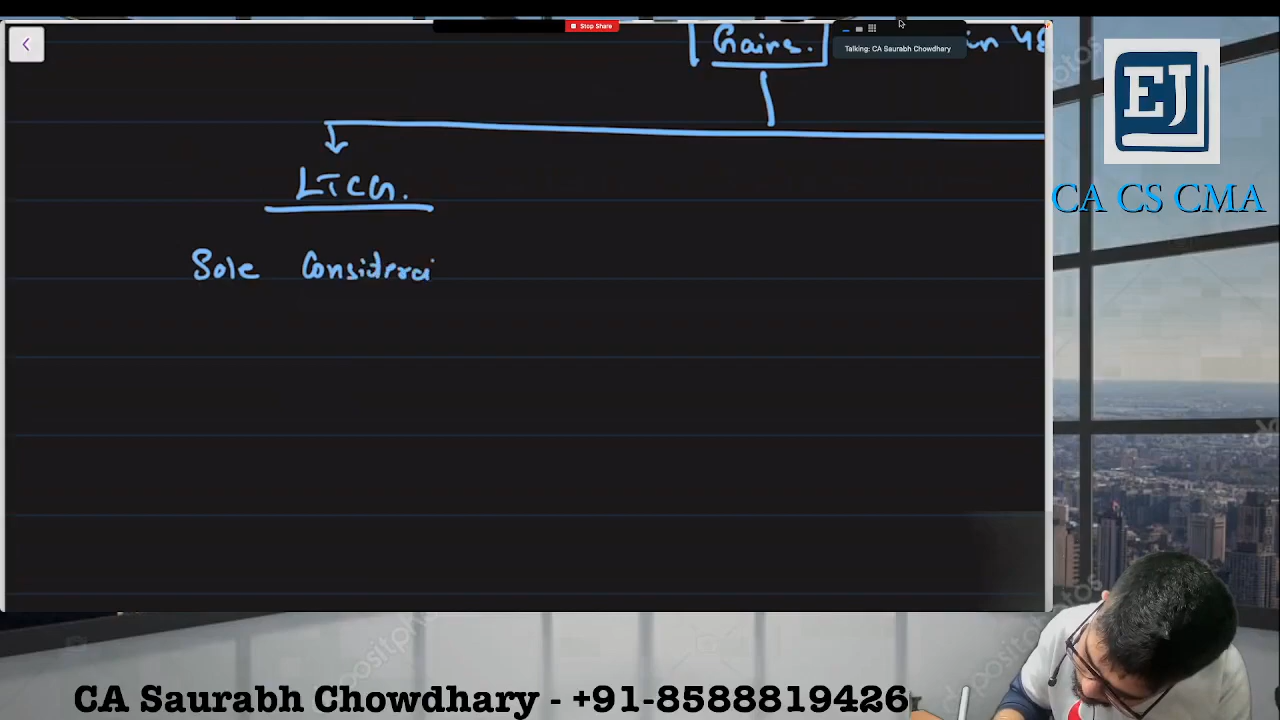 Stop Share
Gains.
in 48
Talking: CA Saurabh Chowdhary
EJ
CA CS CMA
LTCG.
Sole Considerai
CA Saurabh Chowdhary - +91-8588819426